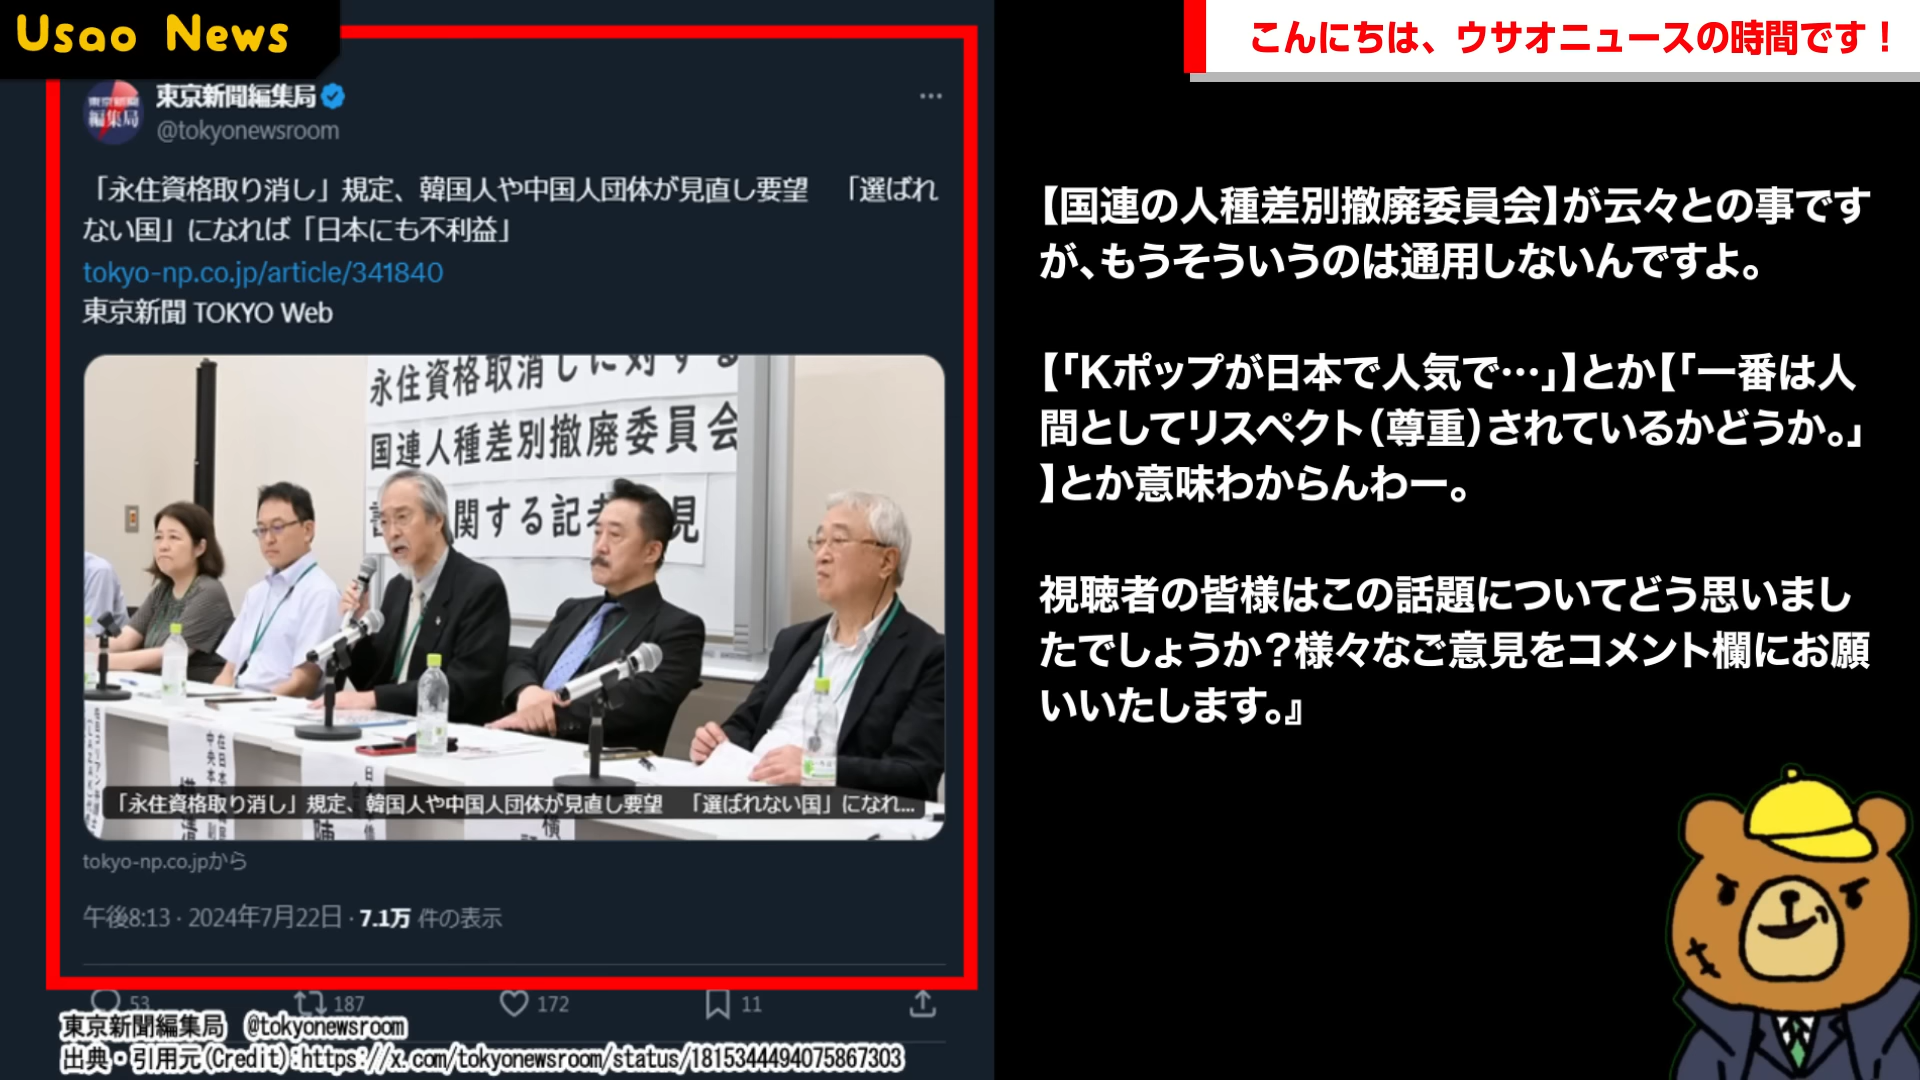 Usao News
こんにちは、ウサオニュースの時間です!
東京新聞編集局
@tokyonewsroom
「永住資格取り消し」規定、韓国人や中国人団体が見直し要望 「選ばれ
ない国」になれば「日本にも不利益」
tokyo-np.co.jp/article/341840
東京新聞 TOKYO Web
永住資格取消しに対する
国連人種差別撤廃委員会
関する記者 見
「永住資格取り消し」規定、韓国人や中国人団体が見直し要望 「選ばれない国」になれ...
tokyo-np.co.jpから
午後8:13 · 2024年7月22日 · 7.1万 件の表示
53 187 172 11
東京新聞編集局 @tokyonewsroom
出典・引用元(Credit):https://x.com/tokyonewsroom/status/1815344494075867303
【国連の人種差別撤廃委員会】が云々との事です
が、もうそういうのは通用しないんですよ。
【「Kポップが日本で人気で…」】とか【「一番は人
間としてリスペクト(尊重)されているかどうか。」
】とか意味わからんわー。
視聴者の皆様はこの話題についてどう思いまし
たでしょうか?様々なご意見をコメント欄にお願
いいたします。』